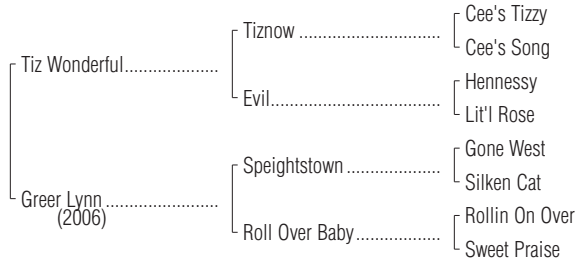 Cee's Tizzy
Tiznow ......................................
Cee's Song
Tiz Wonderful.........................
Hennessy
Evil.............................................
Lit'l Rose
Gone West
Speightstown .........................
Silken Cat
Greer Lynn ..............................
(2006)
Rollin On Over
Roll Over Baby.......................
Sweet Praise